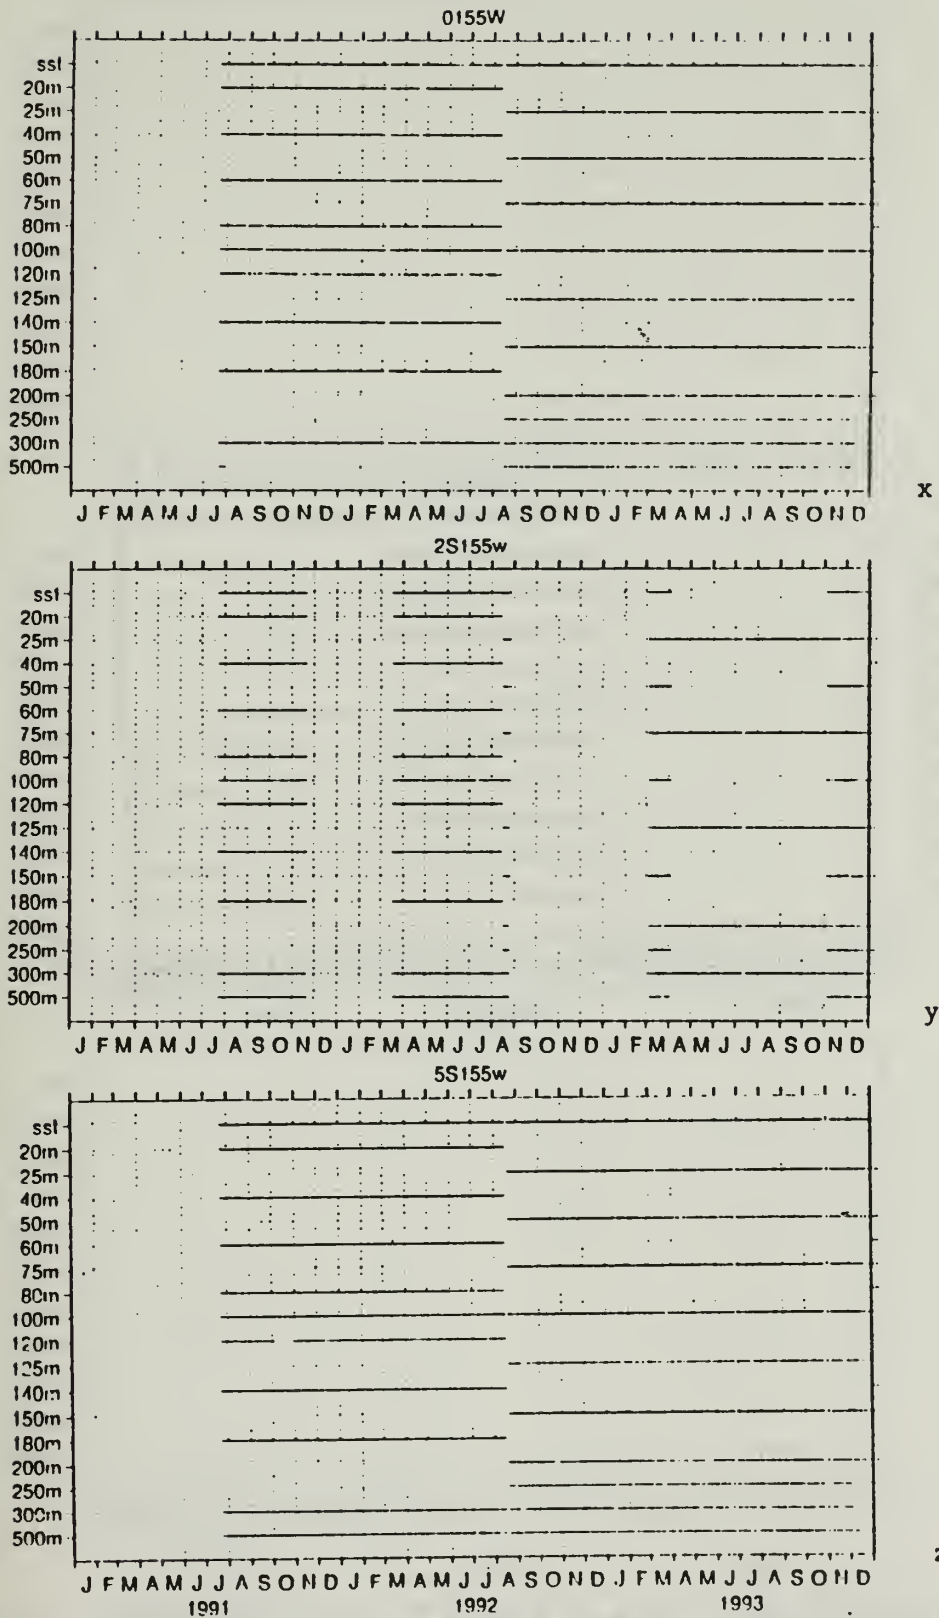 0155W
sst
20m
25m
40m
50m
60m
75m
80m
100m
120m
125m
140m
150m
180m
200m
250m
300m
500m
x
J F M A M J J A S O N D J F M A M J J A S O N D J F M A M J J A S O N D
2S155w
sst
20m
25m
40m
50m
60m
75m
80m
100m
120m
125m
140m
150m
180m
200m
250m
300m
500m
y
J F M A M J J A S O N D J F M A M J J A S O N D J F M A M J J A S O N D
5S155w
sst
20m
25m
40m
50m
60m
75m
80m
100m
120m
125m
140m
150m
180m
200m
250m
300m
500m
z
J F M A M J J A S O N D J F M A M J J A S O N D J F M A M J J A S O N D
1991 1992 1993